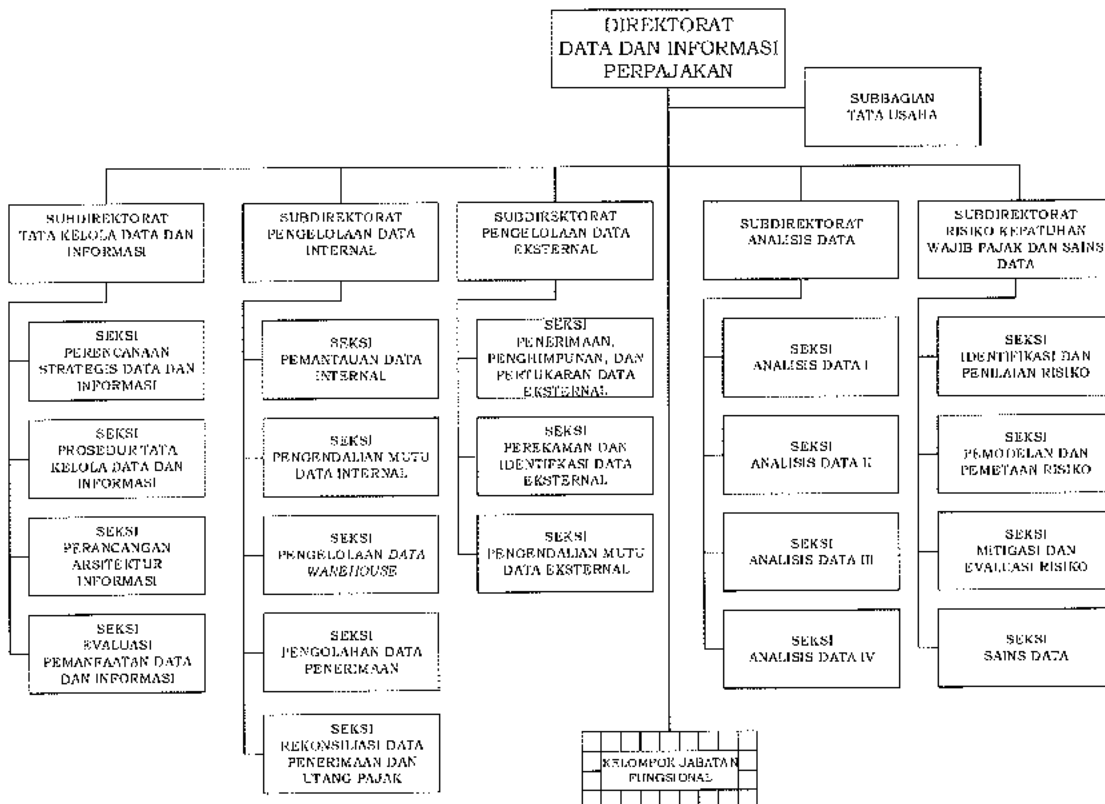 DIREKTORAT
DATA DAN INFORMASI
PERPAJAKAN
SUBBAGIAN
TATA USAHA
SUBDIREKTORAT
TATA KELOLA DATA DAN
INFORMASI
SEKSI
PERENCANAAN
STRATEGIS DATA DAN
INFORMASI
SEKSI
PROSEDUR TATA
KELOLA DATA DAN
INFORMASI
SEKSI
PERANCANGAN
ARSITEKTUR
INFORMASI
SEKSI
EVALUASI
PEMANFAATAN DATA
DAN INFORMASI
SUBDIREKTORAT
PENGELOLAAN DATA
INTERNAL
SEKSI
PEMANTAUAN DATA
INTERNAL
SEKSI
PENGENDALIAN MUTU
DATA INTERNAL
SEKSI
PENGELOLAAN DATA
WAREHOUSE
SEKSI
PENGOLAHAN DATA
PENERIMAAN
SEKSI
REKONSILIASI DATA
PENERIMAAN DAN
UTANG PAJAK
SUBDIREKTORAT
PENGELOLAAN DATA
EKSTERNAL
SEKSI
PENERIMAAN,
PENGHIMPUNAN, DAN
PERTUKARAN DATA
EKSTERNAL
SEKSI
PEREKAMAN DAN
IDENTIFKASI DATA
EKSTERNAL
SEKSI
PENGENDALIAN MUTU
DATA EKSTERNAL
SUBDIREKTORAT
ANALISIS DATA
SEKSI
ANALISIS DATA I
SEKSI
ANALISIS DATA II
SEKSI
ANALISIS DATA III
SEKSI
ANALISIS DATA IV
SUBDIREKTORAT
RISIKO KEPATUHAN
WAJIB PAJAK DAN SAINS
DATA
SEKSI
IDENTIFIKASI DAN
PENILAIAN RISIKO
SEKSI
PEMODELAN DAN
PEMETAAN RISIKO
SEKSI
MITIGASI DAN
EVALUASI RISIKO
SEKSI
SAINS DATA
KELOMPOK JABATAN
FUNGSIONAL